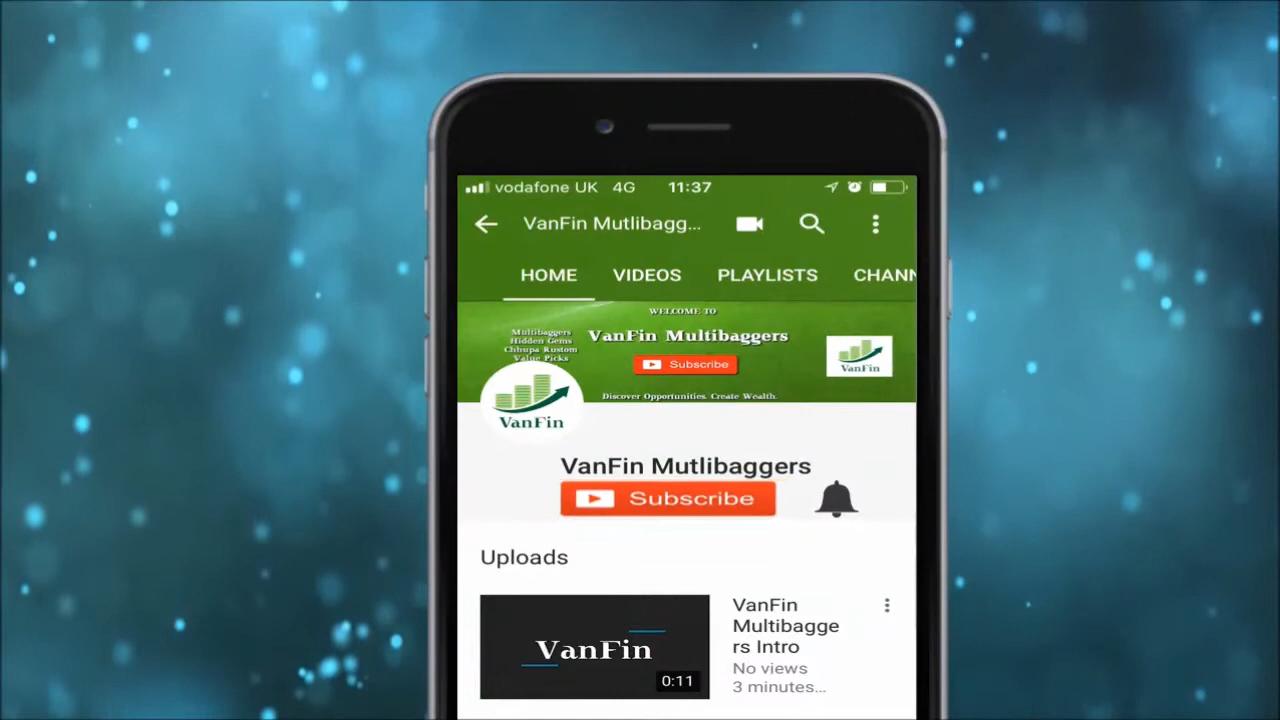 vodafone UK 4G 11:37
VanFin Mutlibagg...
HOME VIDEOS PLAYLISTS CHANN
WELCOME TO
VanFin Multibaggers
Subscribe
Multibaggers
Hidden Gems
Chhupa Rustom
Value Picks
Discover Opportunities. Create Wealth.
VanFin
VanFin
VanFin Mutlibaggers
Subscribe
Uploads
VanFin
0:11
VanFin
Multibagge
rs Intro
No views
3 minutes...